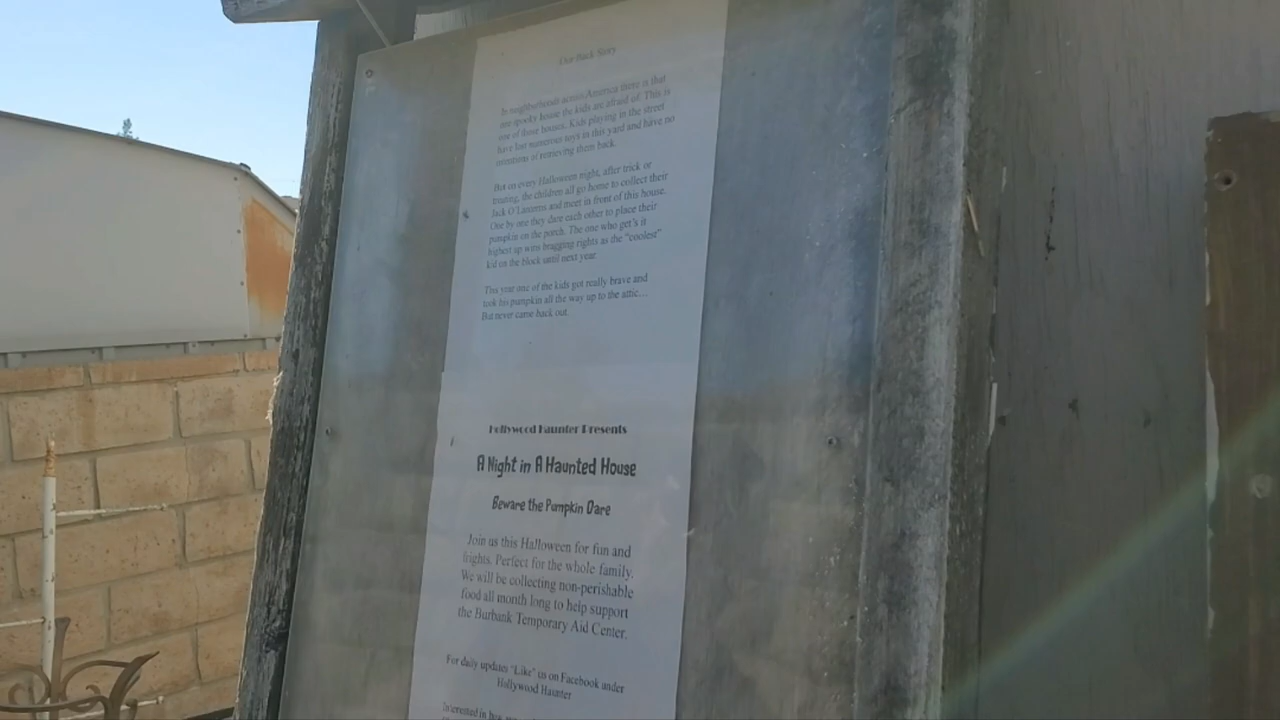 Our Back Story
In neighborhoods across America there is that
one spooky house the kids are afraid of. This is
one of those houses. Kids playing in the street
have lost numerous toys in this yard and have no
intentions of retrieving them back.
But on every Halloween night, after trick or
treating, the children all go home to collect their
Jack O'Lanterns and meet in front of this house.
One by one they dare each other to place their
pumpkin on the porch. The one who get's it
highest up wins bragging rights as the "coolest"
kid on the block until next year.
This year one of the kids got really brave and
took his pumpkin all the way up to the attic...
But never came back out.
Hollywood Haunter Presents
A Night in A Haunted House
Beware the Pumpkin Dare
Join us this Halloween for fun and
frights. Perfect for the whole family.
We will be collecting non-perishable
food all month long to help support
the Burbank Temporary Aid Center.
For daily updates "Like" us on Facebook under
Hollywood Haunter
Interested in